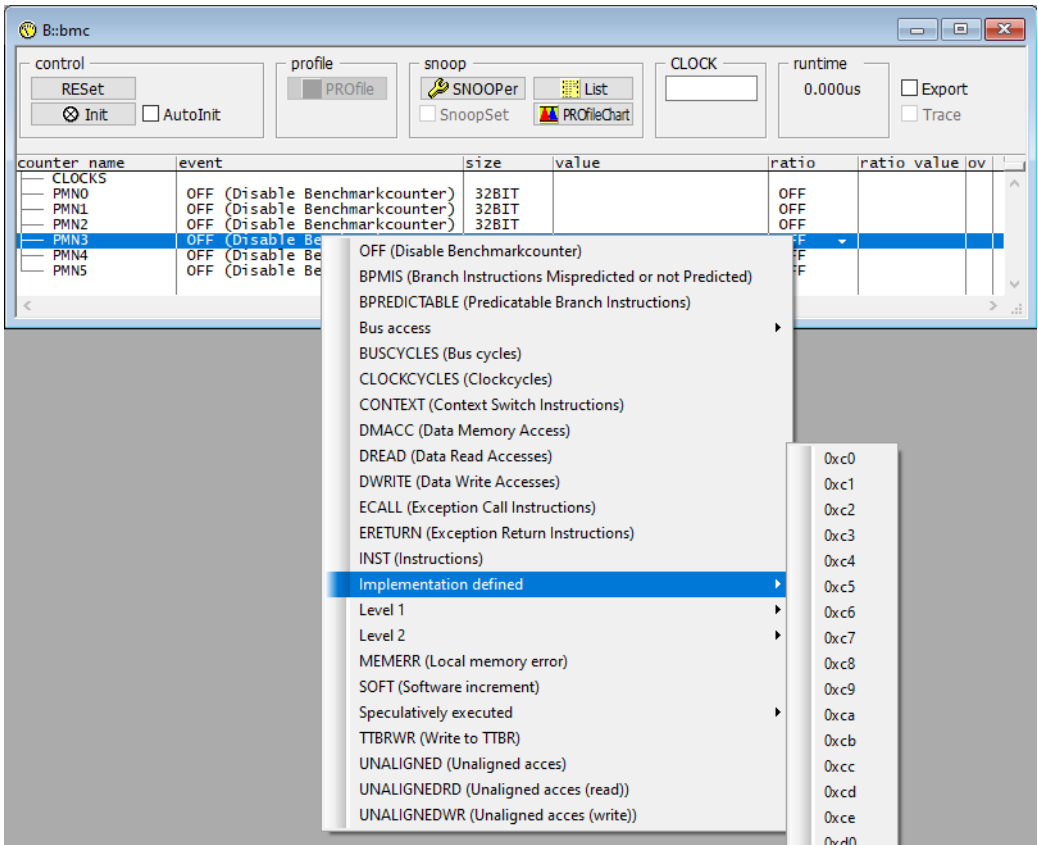 B::bmc
control
profile
snoop
CLOCK
runtime
RESet
PROfile
SNOOPer
List
0.000us
Export
Init
AutoInit
SnoopSet
PROfileChart
Trace
counter name event size value ratio ratio value ov
CLOCKS
PMN0 OFF (Disable Benchmarkcounter) 32BIT OFF
PMN1 OFF (Disable Benchmarkcounter) 32BIT OFF
PMN2 OFF (Disable Benchmarkcounter) 32BIT OFF
PMN3 OFF (Disable Be FF
PMN4 OFF (Disable Be FF
PMN5 OFF (Disable Be FF
OFF (Disable Benchmarkcounter)
BPMIS (Branch Instructions Mispredicted or not Predicted)
BPREDICTABLE (Predicatable Branch Instructions)
Bus access
BUSCYCLES (Bus cycles)
CLOCKCYCLES (Clockcycles)
CONTEXT (Context Switch Instructions)
DMACC (Data Memory Access)
DREAD (Data Read Accesses)
DWRITE (Data Write Accesses)
ECALL (Exception Call Instructions)
ERETURN (Exception Return Instructions)
INST (Instructions)
Implementation defined
Level 1
Level 2
MEMERR (Local memory error)
SOFT (Software increment)
Speculatively executed
TTBRWR (Write to TTBR)
UNALIGNED (Unaligned acces)
UNALIGNEDRD (Unaligned acces (read))
UNALIGNEDWR (Unaligned acces (write))
0xc0
0xc1
0xc2
0xc3
0xc4
0xc5
0xc6
0xc7
0xc8
0xc9
0xca
0xcb
0xcc
0xcd
0xce
0xd0